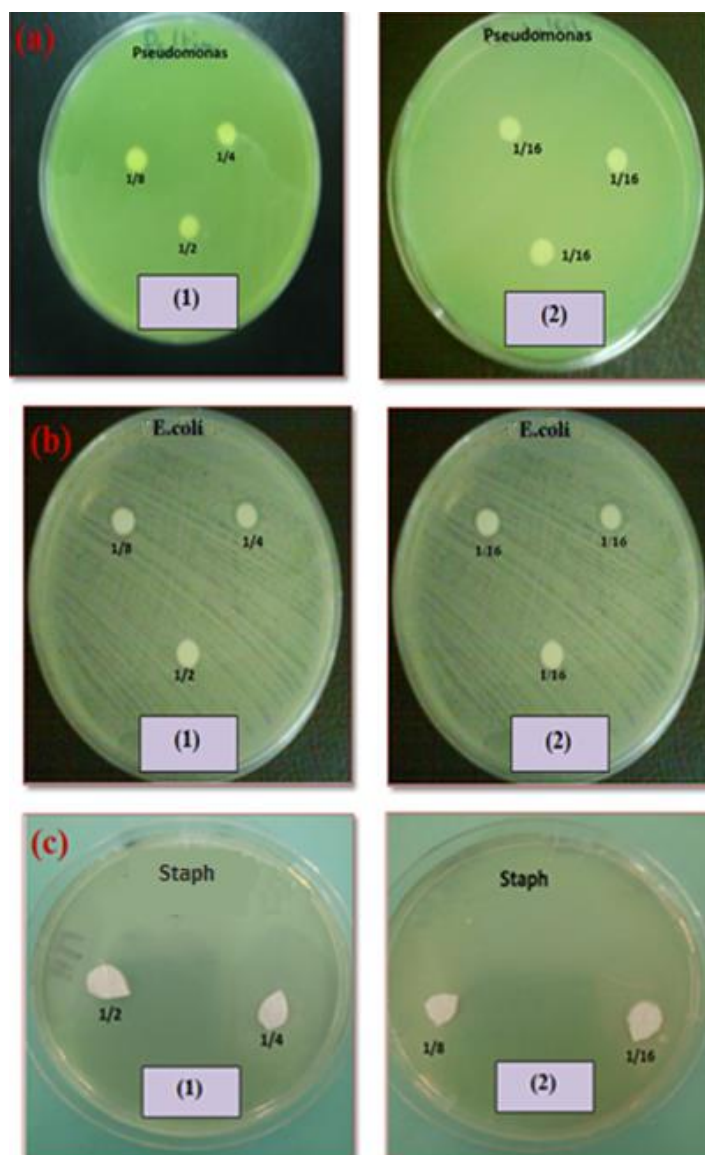 (a)
Pseudomonas
1/4
1/8
1/2
(1)
Pseudomonas
1/16
1/16
1/16
(2)
(b)
E.coli
1/8
1/4
1/2
(1)
E.coli
1/16
1/16
1/16
(2)
(c)
Staph
1/2
1/4
(1)
Staph
1/8
1/16
(2)